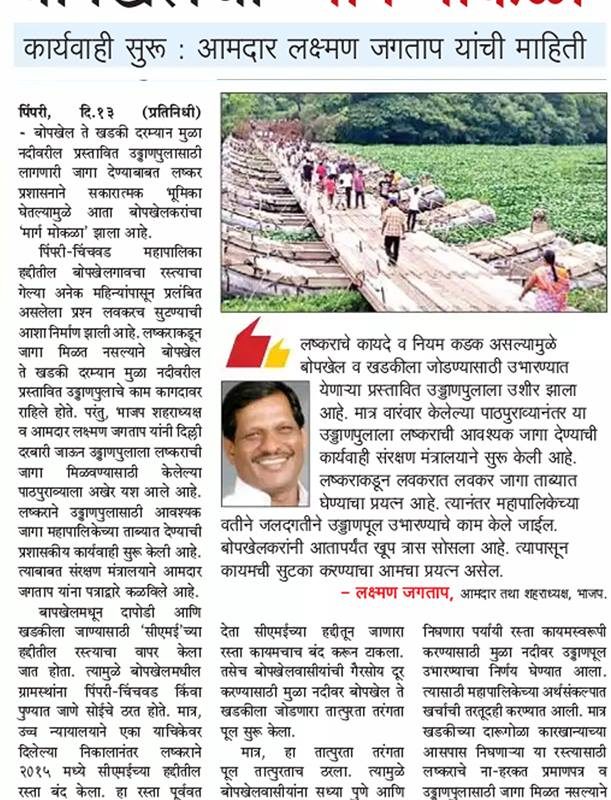 कार्यवाही सुरू : आमदार लक्ष्मण जगताप यांची माहिती
पिंपरी, दि.१३ (प्रतिनिधी)
- बोपखेल ते खडकी दरम्यान मुळा
नदीवरील प्रस्तावित उड्डाणपुलासाठी
लागणारी जागा देण्याबाबत लष्कर
प्रशासनाने सकारात्मक भूमिका
घेतल्यामुळे आता बोपखेलकरांचा
'मार्ग मोकळा' झाला आहे.
पिंपरी-चिंचवड महापालिका
हद्दीतील बोपखेलगावचा रस्त्याचा
गेल्या अनेक महिन्यांपासून प्रलंबित
असलेला प्रश्न लवकरच सुटण्याची
आशा निर्माण झाली आहे. लष्कराकडून
जागा मिळत नसल्याने बोपखेल
ते खडकी दरम्यान मुळा नदीवरील
प्रस्तावित उड्डाणपुलाचे काम कागदावर
राहिले होते. परंतु, भाजप शहराध्यक्ष
व आमदार लक्ष्मण जगताप यांनी दिल्ली
दरबारी जाऊन उड्डाणपुलाला लष्कराची
जागा मिळवण्यासाठी केलेल्या
पाठपुराव्याला अखेर यश आले आहे.
लष्कराने उड्डाणपुलासाठी आवश्यक
जागा महापालिकेच्या ताब्यात देण्याची
प्रशासकीय कार्यवाही सुरू केली आहे.
त्याबाबत संरक्षण मंत्रालयाने आमदार
जगताप यांना पत्राद्वारे कळविले आहे.
बापखेलमधून दापोडी आणि
खडकीला जाण्यासाठी 'सीएमई'च्या
हद्दीतील रस्त्याचा वापर केला
जात होता. त्यामुळे बोपखेलमधील
ग्रामस्थांना पिंपरी-चिंचवड किंवा
पुण्यात जाणे सोईचे ठरत होते. मात्र,
उच्च न्यायालयाने एका याचिकेवर
दिलेल्या निकालानंतर लष्कराने
२०१५ मध्ये सीएमईच्या हद्दीतील
रस्ता बंद केला. हा रस्ता पूर्ववत
लष्कराचे कायदे व नियम कडक असल्यामुळे
बोपखेल व खडकीला जोडण्यासाठी उभारण्यात
येणाऱ्या प्रस्तावित उड्डाणपुलाला उशीर झाला
आहे. मात्र वारंवार केलेल्या पाठपुराव्यानंतर या
उड्डाणपुलाला लष्कराची आवश्यक जागा देण्याची
कार्यवाही संरक्षण मंत्रालयाने सुरू केली आहे.
लष्कराकडून लवकरात लवकर जागा ताब्यात
घेण्याचा प्रयत्न आहे. त्यानंतर महापालिकेच्या
वतीने जलद्गतीने उड्डाणपूल उभारण्याचे काम केले जाईल.
बोपखेलकरांनी आतापर्यंत खूप त्रास सोसला आहे. त्यापासून
कायमची सुटका करण्याचा आमचा प्रयत्न असेल.
– लक्ष्मण जगताप, आमदार तथा शहराध्यक्ष, भाजप.
देता सीएमईच्या हद्दीतून जाणारा
रस्ता कायमचाच बंद करून टाकला.
तसेच बोपखेलवासीयांची गैरसोय दूर
करण्यासाठी मुळा नदीवर बोपखेल ते
खडकीला जोडणारा तात्पुरता तरंगता
पूल सुरू केला.
मात्र, हा तात्पुरता तरंगता
पूल तात्पुरताच ठरला. त्यामुळे
बोपखेलवासीयांना सध्या पुणे आणि
निघणारा पर्यायी रस्ता कायमस्वरूपी
करण्यासाठी मुळा नदीवर उड्डाणपूल
उभारण्याचा निर्णय घेण्यात आला.
त्यासाठी महापालिकेच्या अर्थसंकल्पात
खर्चाची तरतूदही करण्यात आली. मात्र
खडकीच्या दारूगोळा कारखान्याच्या
आसपास निघणाऱ्या या रस्त्यासाठी
लष्कराचे ना-हरकत प्रमाणपत्र व
उड्डाणपुलासाठी जागा मिळत नसल्याने